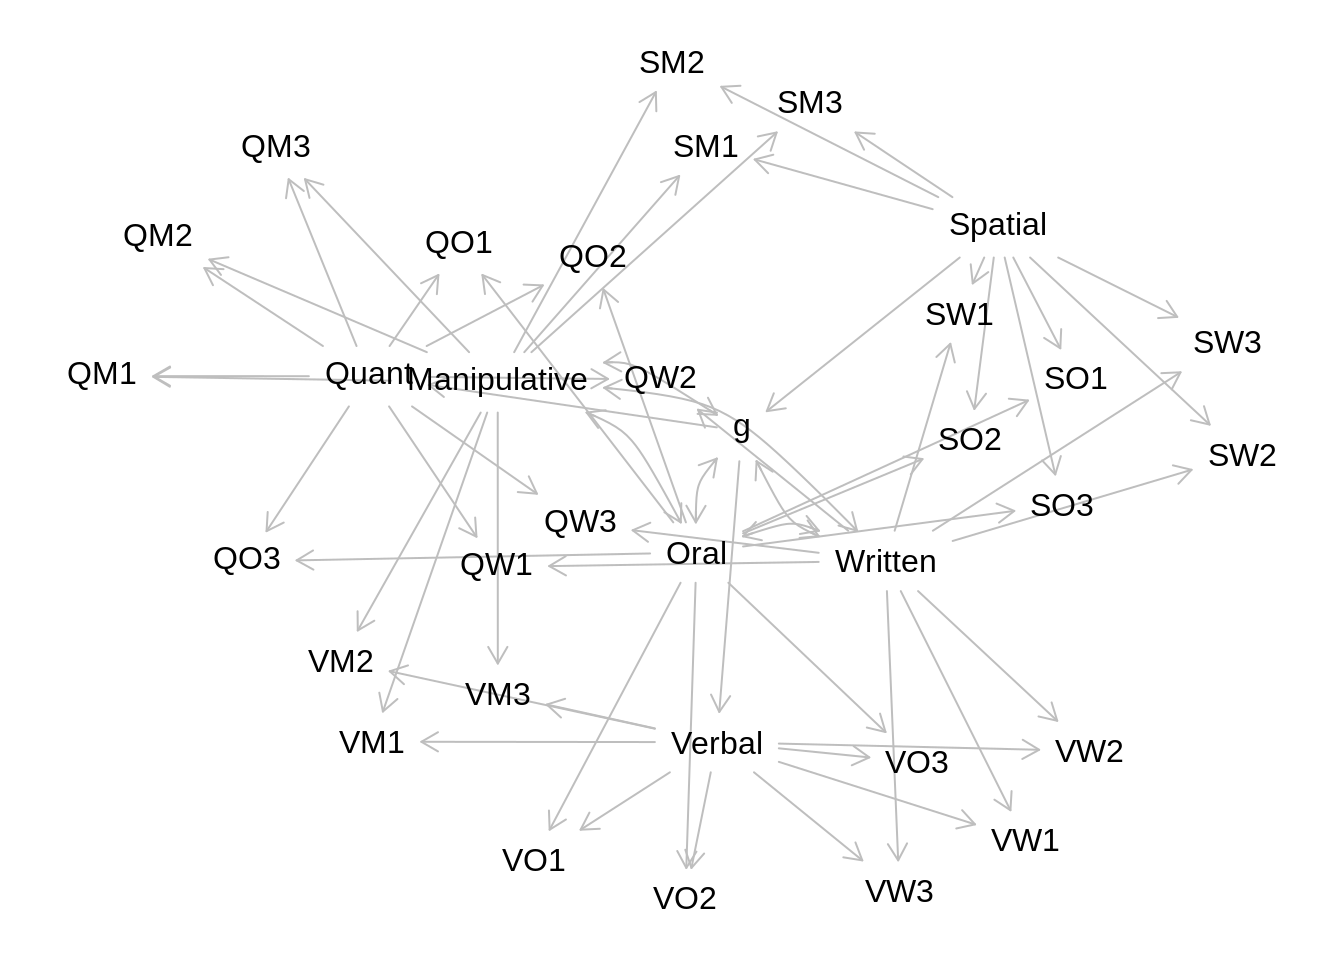 SM2
SM3
QM3
SM1
Spatial
QM2
QO1
QO2
SW1
SW3
QM1
Quant
Manipulative
QW2
SO1
g
SO2
SW2
SO3
QW3
Oral
Written
QO3
QW1
VM2
VM3
VM1
Verbal
VO3
VW2
VW1
VO1
VO2
VW3